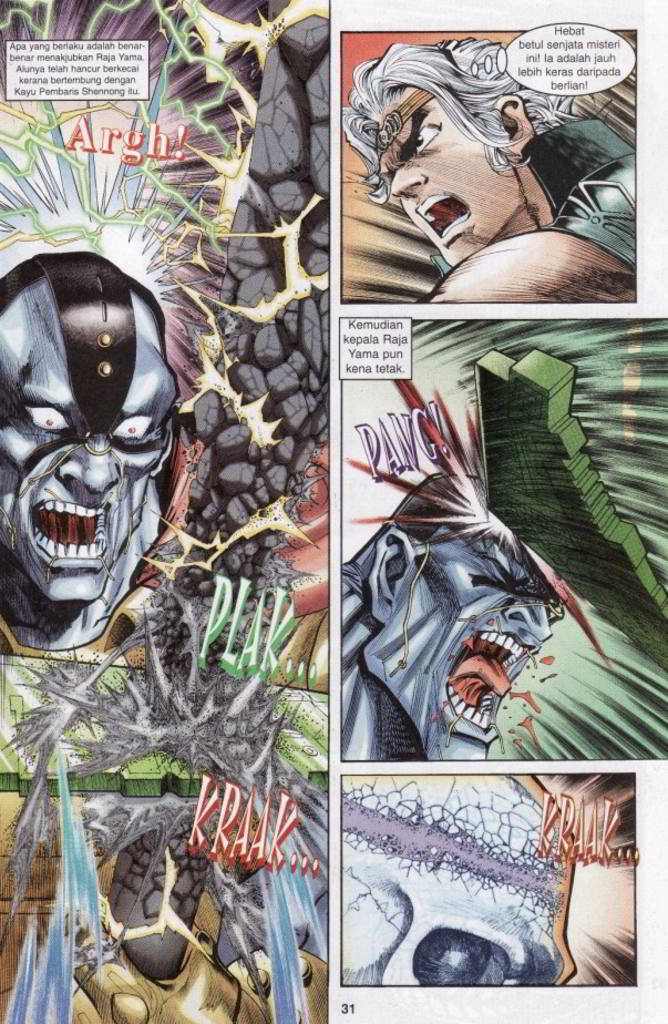 Apa yang berlaku adalah benar-
benar menakjubkan Raja Yama.
Alunya telah hancur berkecai
kerana bertembung dengan
Kayu Pembaris Shennong itu.
Argh!
PLAK...
KRAAK...
Hebat
betul senjata misteri
ini! Ia adalah jauh
lebih keras daripada
berlian!
Kemudian
kepala Raja
Yama pun
kena tetak.
PANG!
KRAAK...
31